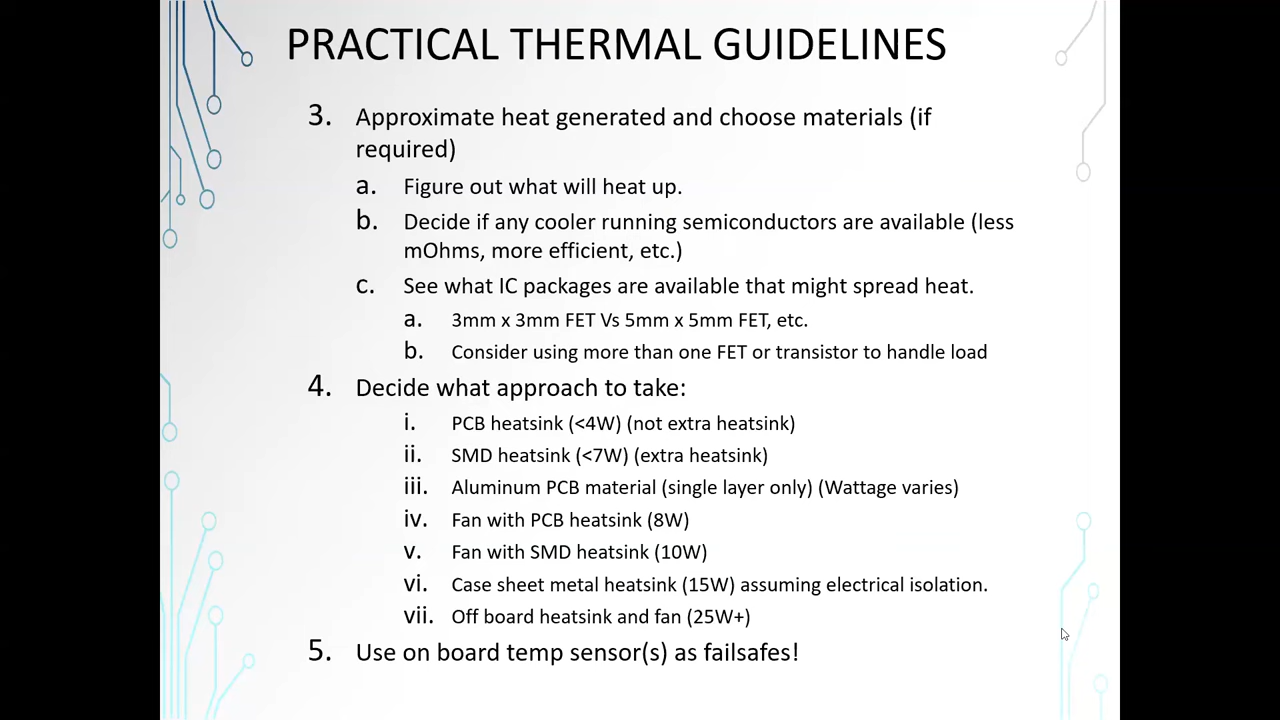 PRACTICAL THERMAL GUIDELINES
3. Approximate heat generated and choose materials (if
required)
a. Figure out what will heat up.
b. Decide if any cooler running semiconductors are available (less
mOhms, more efficient, etc.)
c. See what IC packages are available that might spread heat.
a. 3mm x 3mm FET Vs 5mm x 5mm FET, etc.
b. Consider using more than one FET or transistor to handle load
4. Decide what approach to take:
i. PCB heatsink (<4W) (not extra heatsink)
ii. SMD heatsink (<7W) (extra heatsink)
iii. Aluminum PCB material (single layer only) (Wattage varies)
iv. Fan with PCB heatsink (8W)
v. Fan with SMD heatsink (10W)
vi. Case sheet metal heatsink (15W) assuming electrical isolation.
vii. Off board heatsink and fan (25W+)
5. Use on board temp sensor(s) as failsafes!